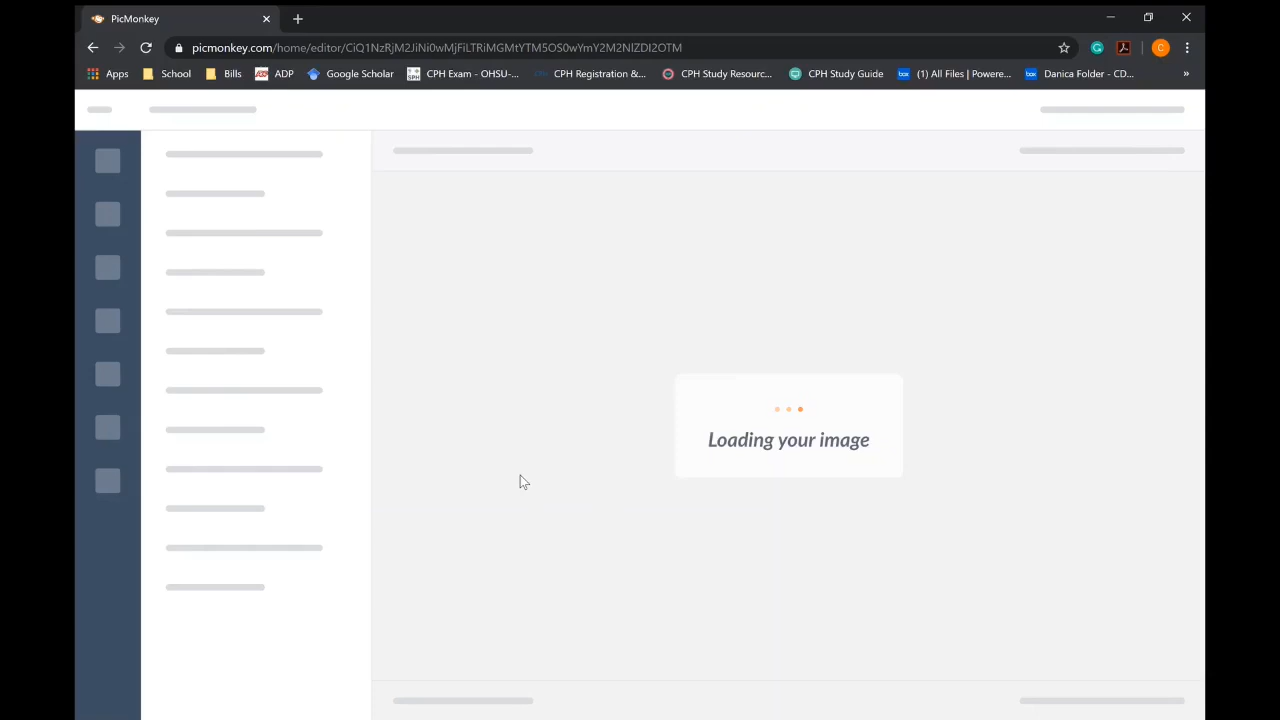 PicMonkey
picmonkey.com/home/editor/CiQ1NzRjM2JiNi0wMjFiLTRiMGMtYTM5OS0wYmY2M2NlZDI2OTM
Apps School Bills ADP Google Scholar CPH Exam - OHSU-... CPH Registration &... CPH Study Resourc... CPH Study Guide (1) All Files | Powere... Danica Folder - CD... »
Loading your image